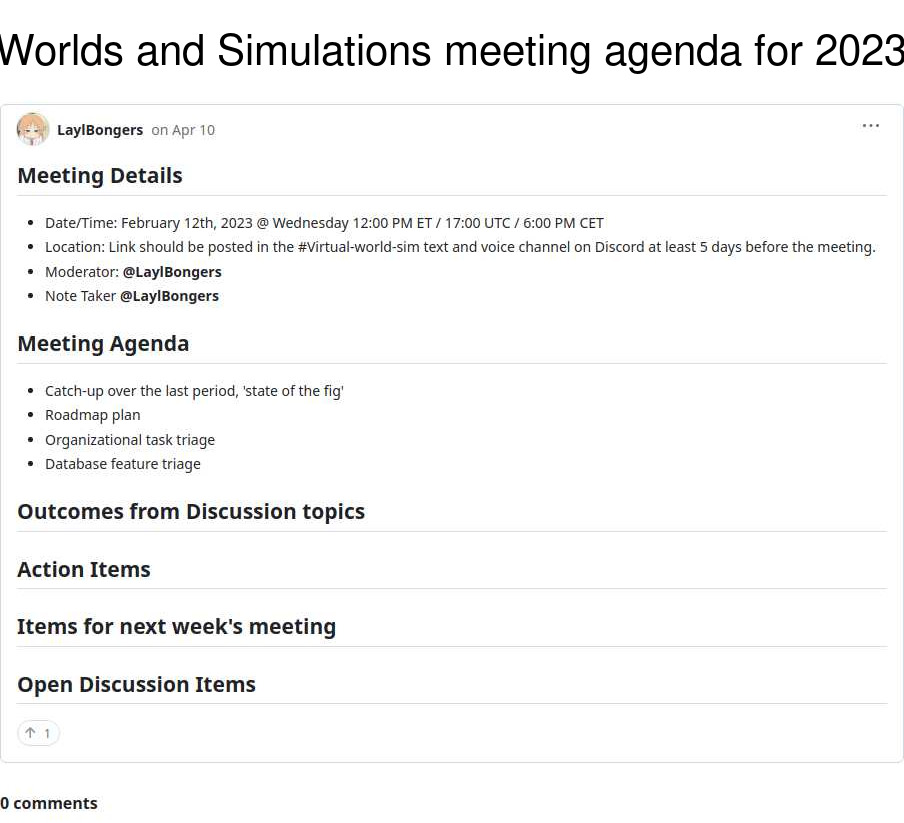 Worlds and Simulations meeting agenda for 2023
LaylBongers on Apr 10
Meeting Details
Date/Time: February 12th, 2023 @ Wednesday 12:00 PM ET / 17:00 UTC / 6:00 PM CET
Location: Link should be posted in the #Virtual-world-sim text and voice channel on Discord at least 5 days before the meeting.
Moderator: @LaylBongers
Note Taker @LaylBongers
Meeting Agenda
Catch-up over the last period, 'state of the fig'
Roadmap plan
Organizational task triage
Database feature triage
Outcomes from Discussion topics
Action Items
Items for next week's meeting
Open Discussion Items
↑ 1
0 comments